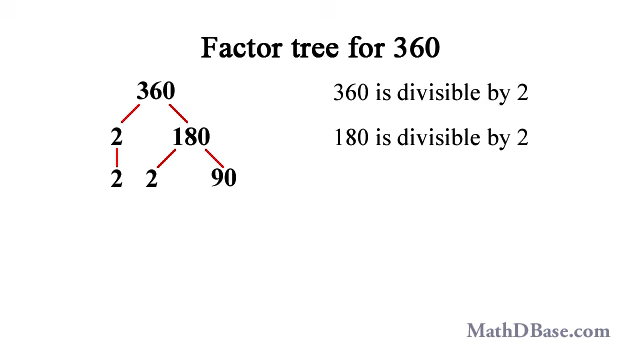 Factor tree for 360
360
360 is divisible by 2
2 180
180 is divisible by 2
2 2 90
MathDBase.com